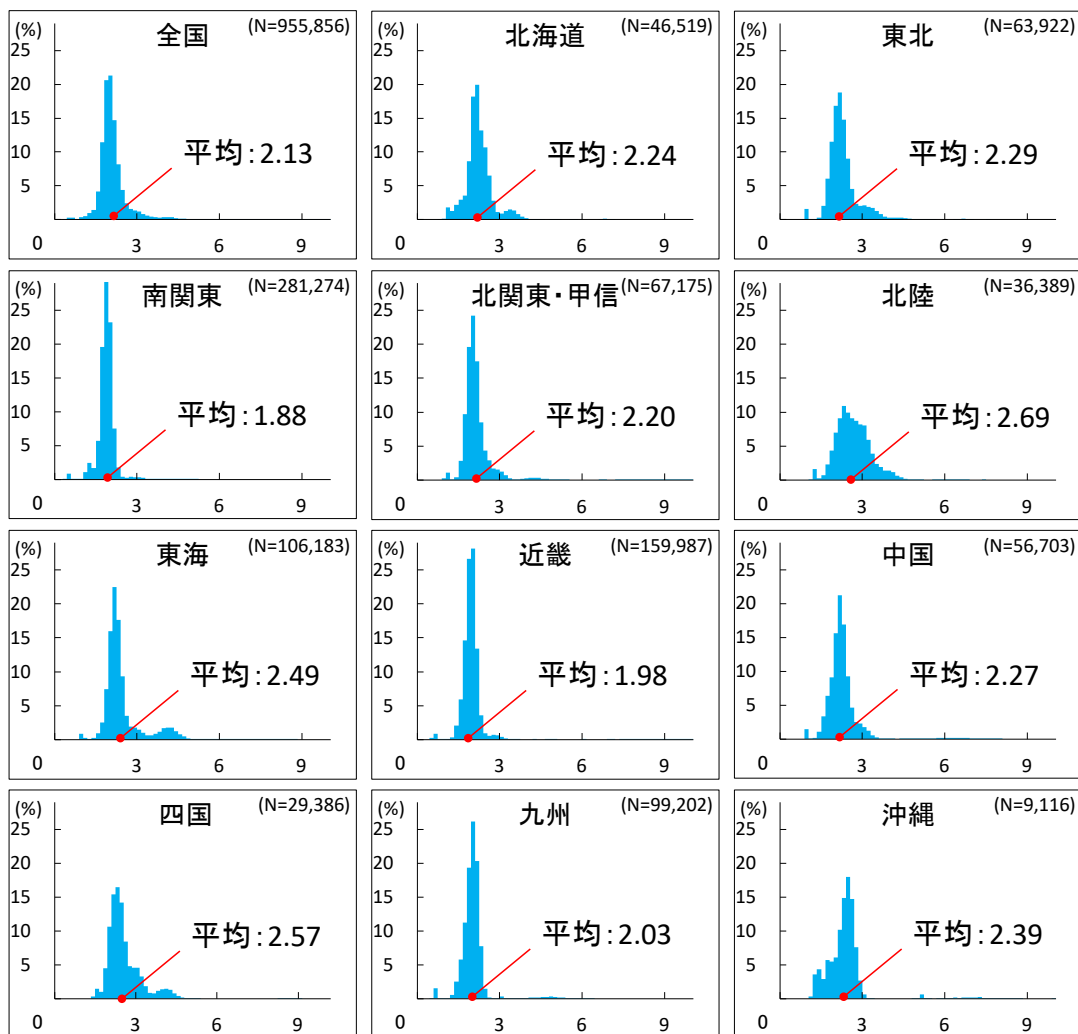 (%) 全国 (N=955,856)
25
20
15
10
5
平均：2.13
0 3 6 9
(%) 北海道 (N=46,519)
25
20
15
10
5
平均：2.24
0 3 6 9
(%) 東北 (N=63,922)
25
20
15
10
5
平均：2.29
0 3 6 9
(%) 南関東 (N=281,274)
25
20
15
10
5
平均：1.88
0 3 6 9
(%) 北関東・甲信 (N=67,175)
25
20
15
10
5
平均：2.20
0 3 6 9
(%) 北陸 (N=36,389)
25
20
15
10
5
平均：2.69
0 3 6 9
(%) 東海 (N=106,183)
25
20
15
10
5
平均：2.49
0 3 6 9
(%) 近畿 (N=159,987)
25
20
15
10
5
平均：1.98
0 3 6 9
(%) 中国 (N=56,703)
25
20
15
10
5
平均：2.27
0 3 6 9
(%) 四国 (N=29,386)
25
20
15
10
5
平均：2.57
0 3 6 9
(%) 九州 (N=99,202)
25
20
15
10
5
平均：2.03
0 3 6 9
(%) 沖縄 (N=9,116)
25
20
15
10
5
平均：2.39
0 3 6 9